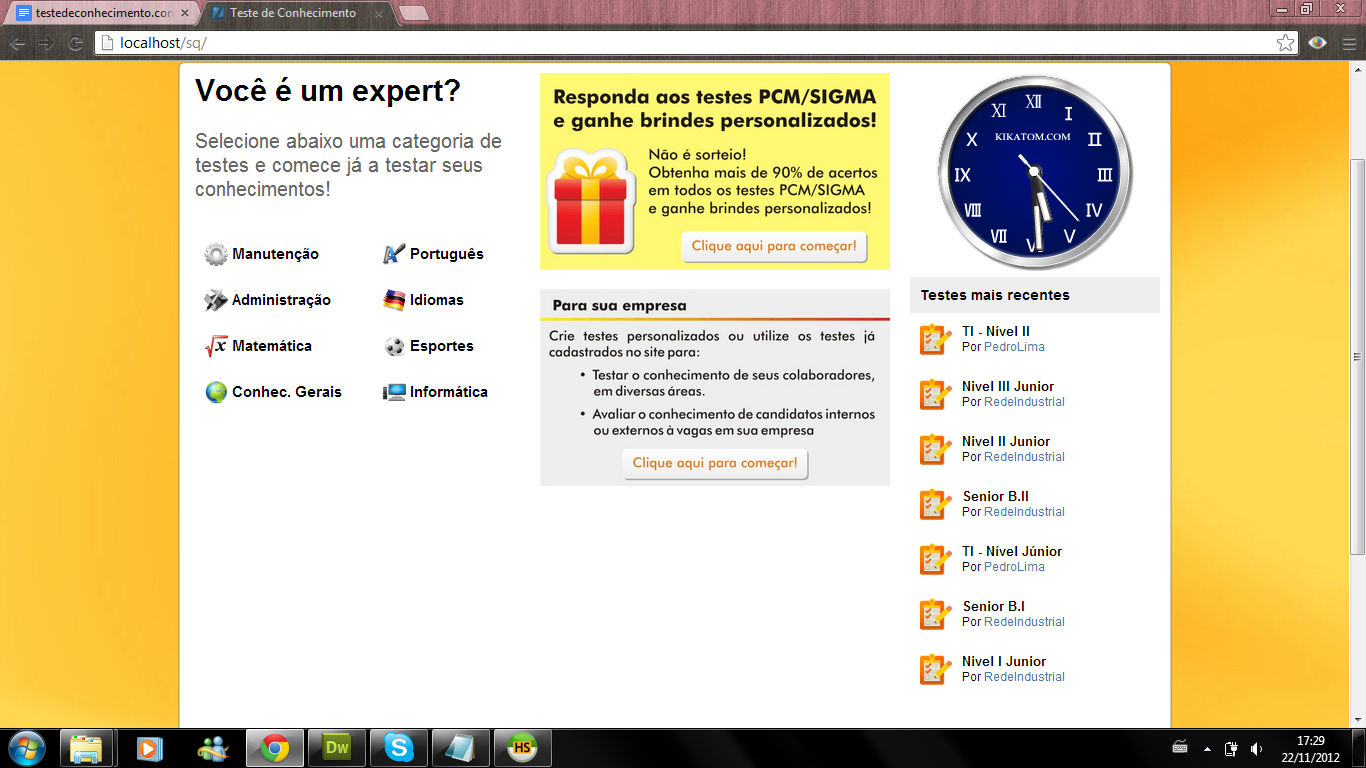 testedeconhecimento.con
Teste de Conhecimento
localhost/sq/
Você é um expert?
Selecione abaixo uma categoria de
testes e comece já a testar seus
conhecimentos!
Manutenção
Português
Administração
Idiomas
Matemática
Esportes
Conhec. Gerais
Informática
Responda aos testes PCM/SIGMA
e ganhe brindes personalizados!
Não é sorteio!
Obtenha mais de 90% de acertos
em todos os testes PCM/SIGMA
e ganhe brindes personalizados!
Clique aqui para começar!
Para sua empresa
Crie testes personalizados ou utilize os testes já
cadastrados no site para:
• Testar o conhecimento de seus colaboradores,
em diversas áreas.
• Avaliar o conhecimento de candidatos internos
ou externos à vagas em sua empresa
Clique aqui para começar!
XII
I
II
III
IV
V
VII
VIII
IX
X
XI
KIKATOM.COM
Testes mais recentes
TI - Nível II
Por PedroLima
Nivel III Junior
Por RedeIndustrial
Nivel II Junior
Por RedeIndustrial
Senior B.II
Por RedeIndustrial
TI - Nível Júnior
Por PedroLima
Senior B.I
Por RedeIndustrial
Nivel I Junior
Por RedeIndustrial
Dw
HS
17:29
22/11/2012